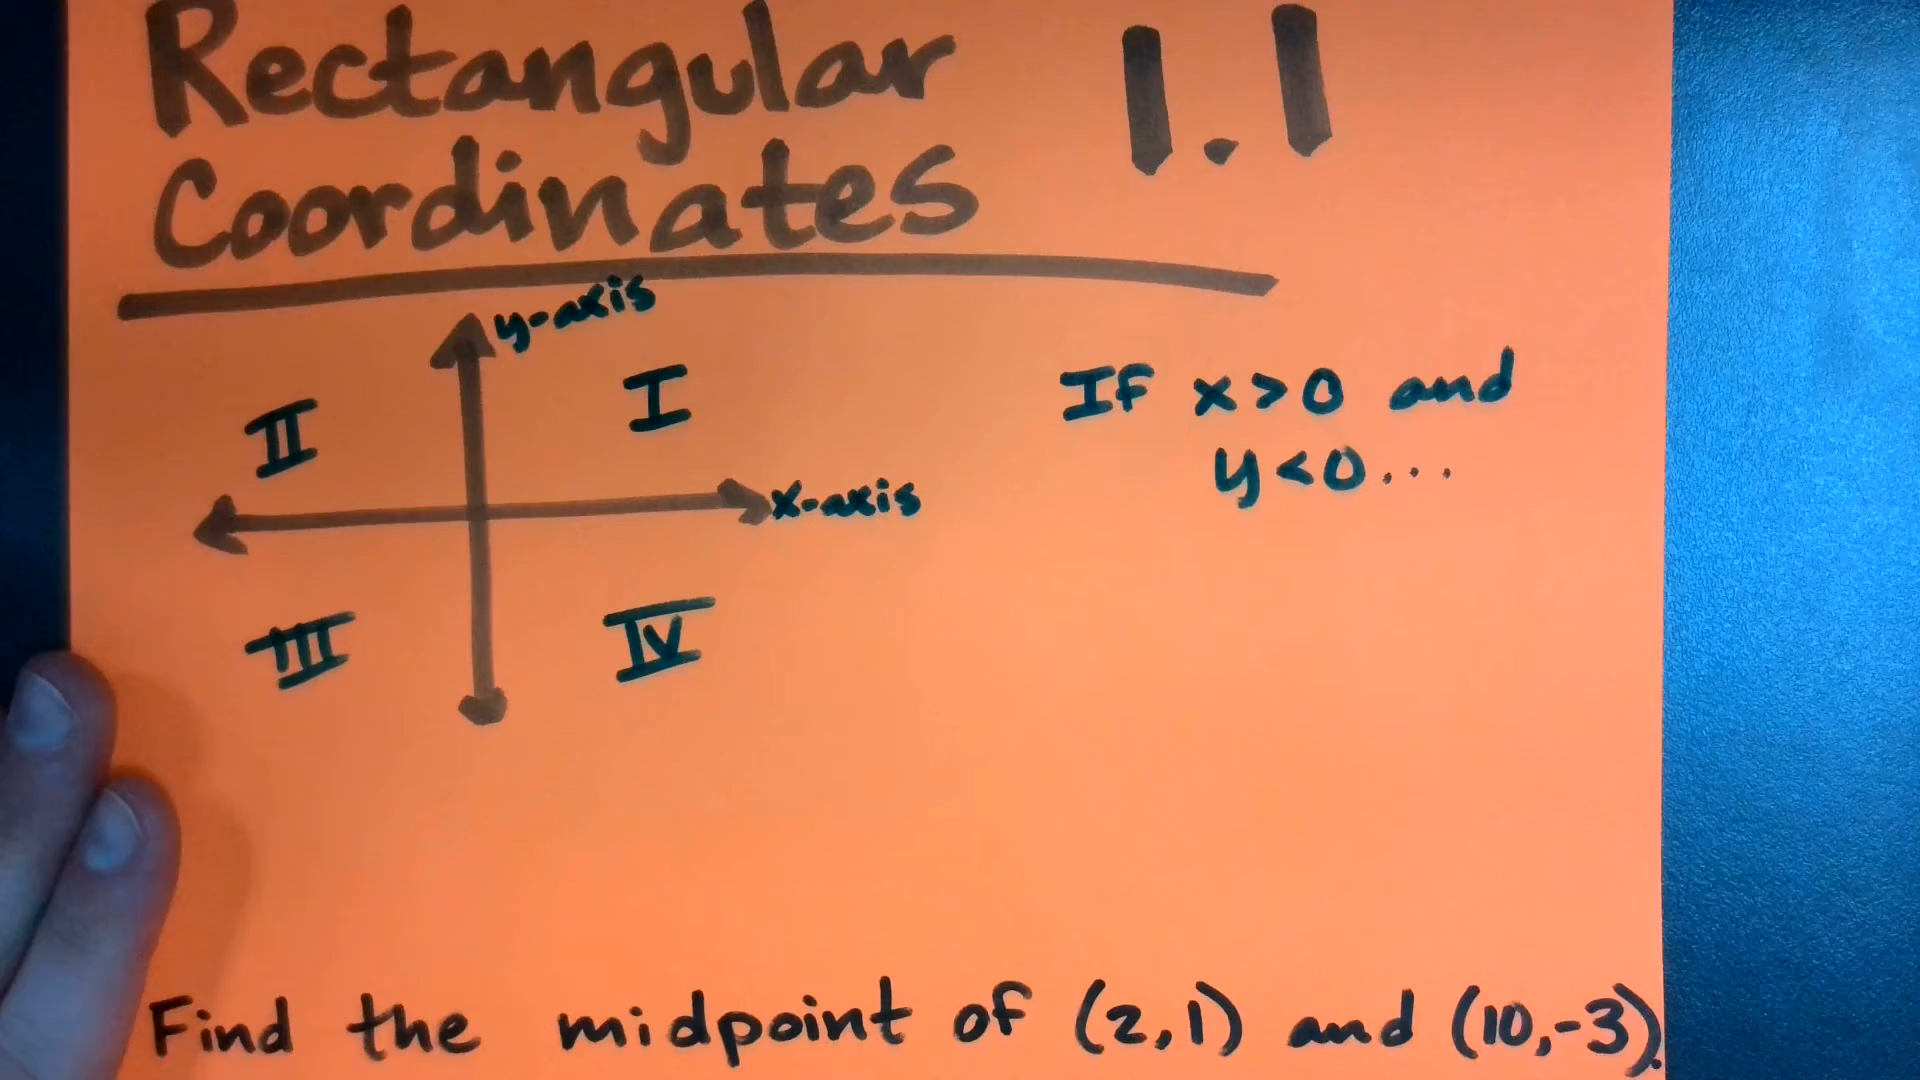 Rectangular 1.1
Coordinates
y-axis
II I
If x>0 and
y<0...
x-axis
III IV
Find the midpoint of (2,1) and (10,-3).